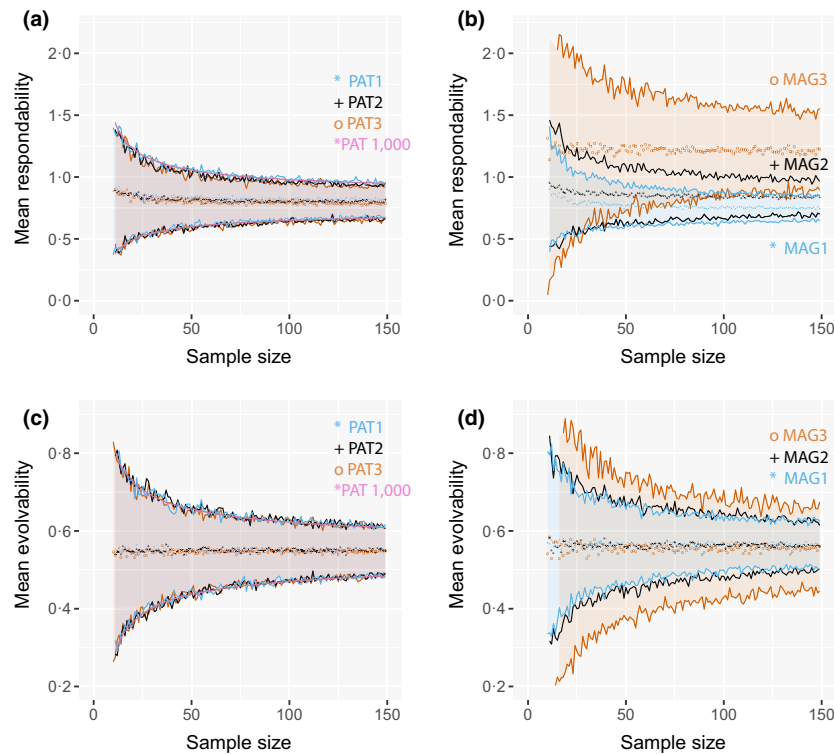 (a)
Mean respondability
2·0
1·5
1·0
0·5
0·0
* PAT1
+ PAT2
o PAT3
*PAT 1,000
0
50
100
150
Sample size
(b)
Mean respondability
2·0
1·5
1·0
0·5
0·0
o MAG3
+ MAG2
* MAG1
0
50
100
150
Sample size
(c)
Mean evolvability
0·8
0·6
0·4
0·2
* PAT1
+ PAT2
o PAT3
*PAT 1,000
0
50
100
150
Sample size
(d)
Mean evolvability
0·8
0·6
0·4
0·2
o MAG3
+ MAG2
* MAG1
0
50
100
150
Sample size